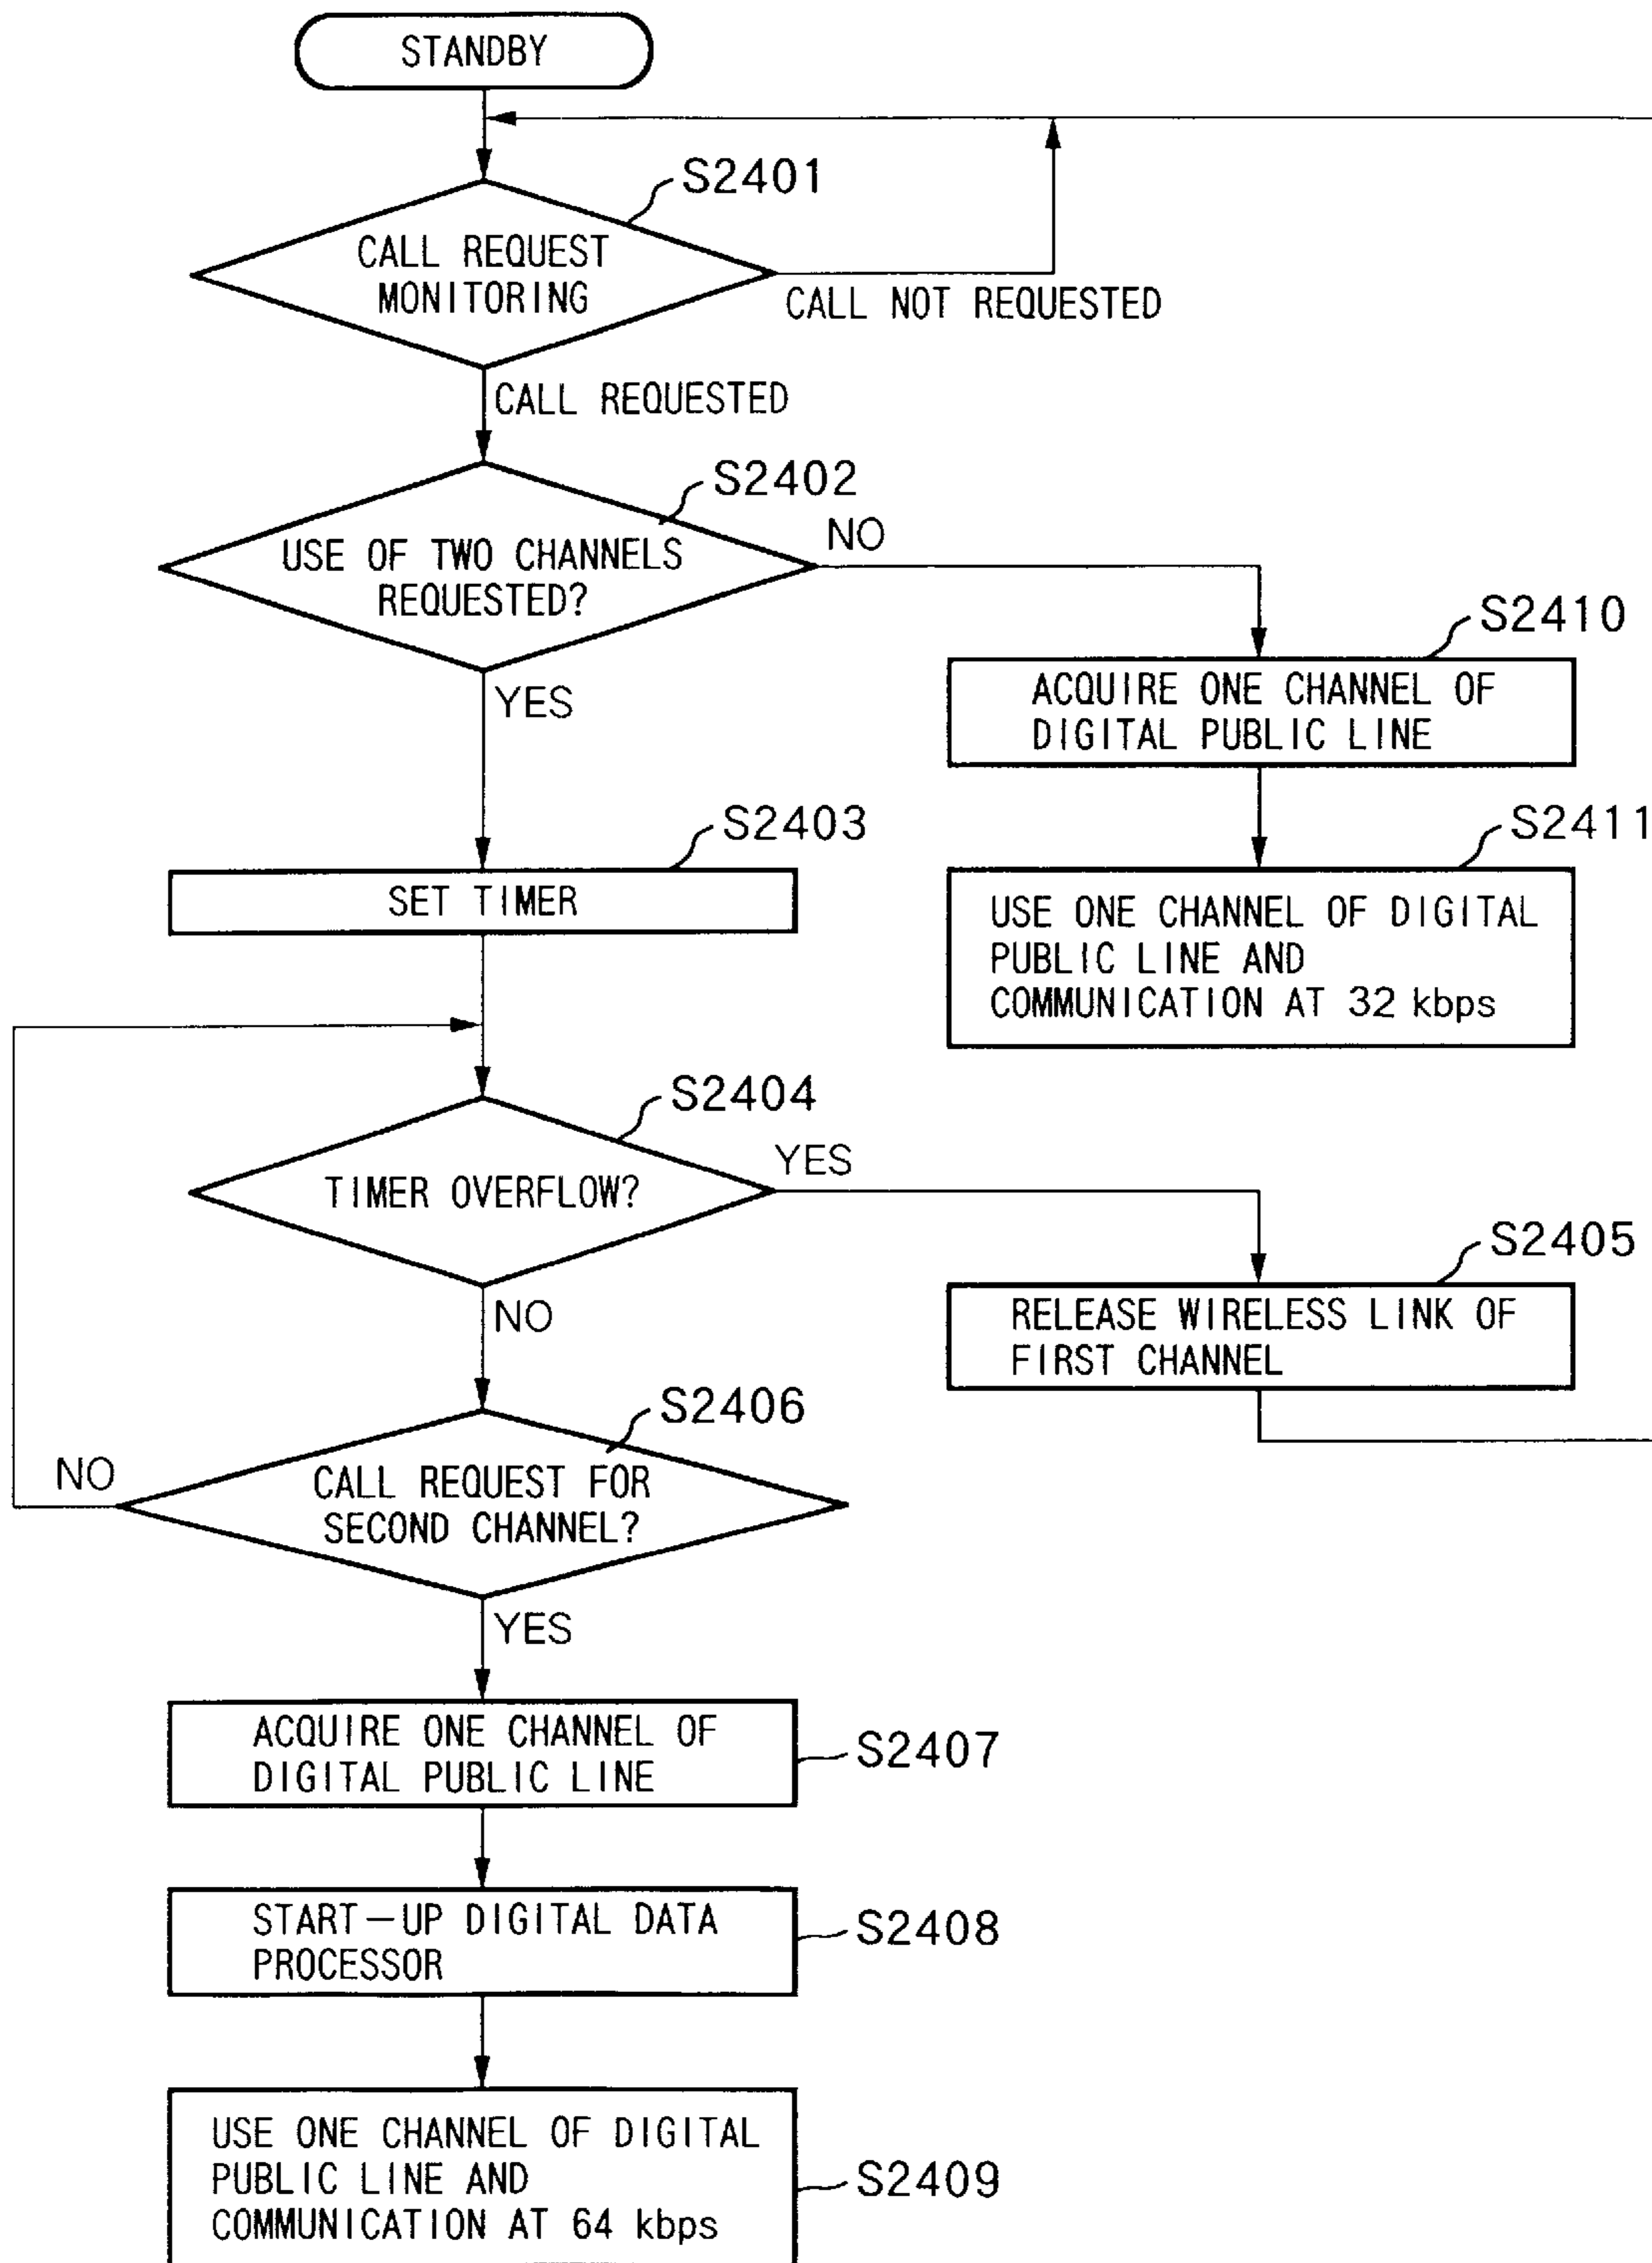 STANDBY
S2401
CALL REQUEST
MONITORING
CALL NOT REQUESTED
CALL REQUESTED
S2402
USE OF TWO CHANNELS
REQUESTED?
NO
YES
S2410
ACQUIRE ONE CHANNEL OF
DIGITAL PUBLIC LINE
S2403
SET TIMER
S2411
USE ONE CHANNEL OF DIGITAL
PUBLIC LINE AND
COMMUNICATION AT 32 kbps
S2404
TIMER OVERFLOW?
YES
NO
S2405
RELEASE WIRELESS LINK OF
FIRST CHANNEL
S2406
CALL REQUEST FOR
SECOND CHANNEL?
NO
YES
ACQUIRE ONE CHANNEL OF
DIGITAL PUBLIC LINE
S2407
START-UP DIGITAL DATA
PROCESSOR
S2408
USE ONE CHANNEL OF DIGITAL
PUBLIC LINE AND
COMMUNICATION AT 64 kbps
S2409